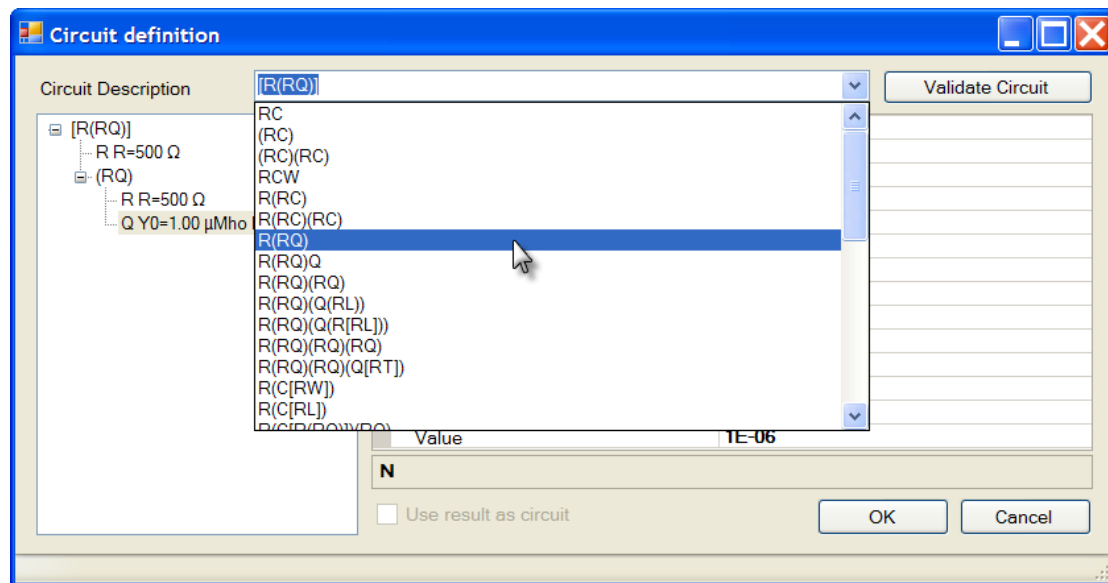 Circuit definition
Circuit Description
[R(RQ)]
Validate Circuit
[R(RQ)]
R R=500 Ω
(RQ)
R R=500 Ω
Q Y0=1.00 µMho
RC
(RC)
(RC)(RC)
RCW
R(RC)
R(RC)(RC)
R(RQ)
R(RQ)Q
R(RQ)(RQ)
R(RQ)(Q(RL))
R(RQ)(Q(R[RL]))
R(RQ)(RQ)(RQ)
R(RQ)(RQ)(Q[RT])
R(C[RW])
R(C[RL])
R(C[R(RQ)])(RQ)
Value 1E-06
N
Use result as circuit
OK
Cancel